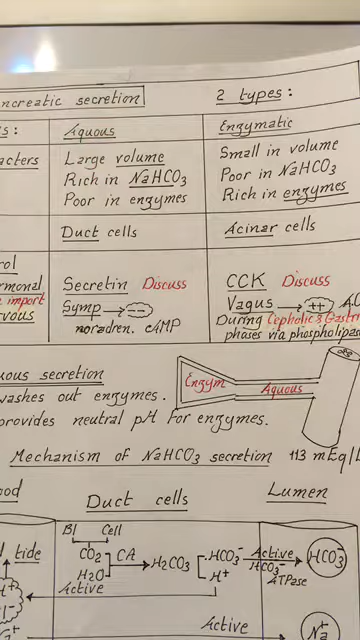 ncreatic secretion
2 types:
s:
Aquous
Enzymatic
acters
Large volume
Rich in NaHCO3
Poor in enzymes
Small in volume
Poor in NaHCO3
Rich in enzymes
Duct cells
Acinar cells
rol
rmonal
import
rvous
Secretin Discuss
Symp → --
noradren. cAMP
CCK Discuss
Vagus → ++ A.C
During Cephalic & Gastr
phases via phospholipas
uous secretion
washes out enzymes.
provides neutral pH for enzymes.
Enzym Aquous
Mechanism of NaHCO3 secretion 113 mEq/L
ood
Duct cells
Lumen
l tide
Bl Cell
CO2
H2O
CA → H2CO3
HCO3-
H+
Active
HCO3-
ATPase
HCO3-
H+
Active
Active
Na+